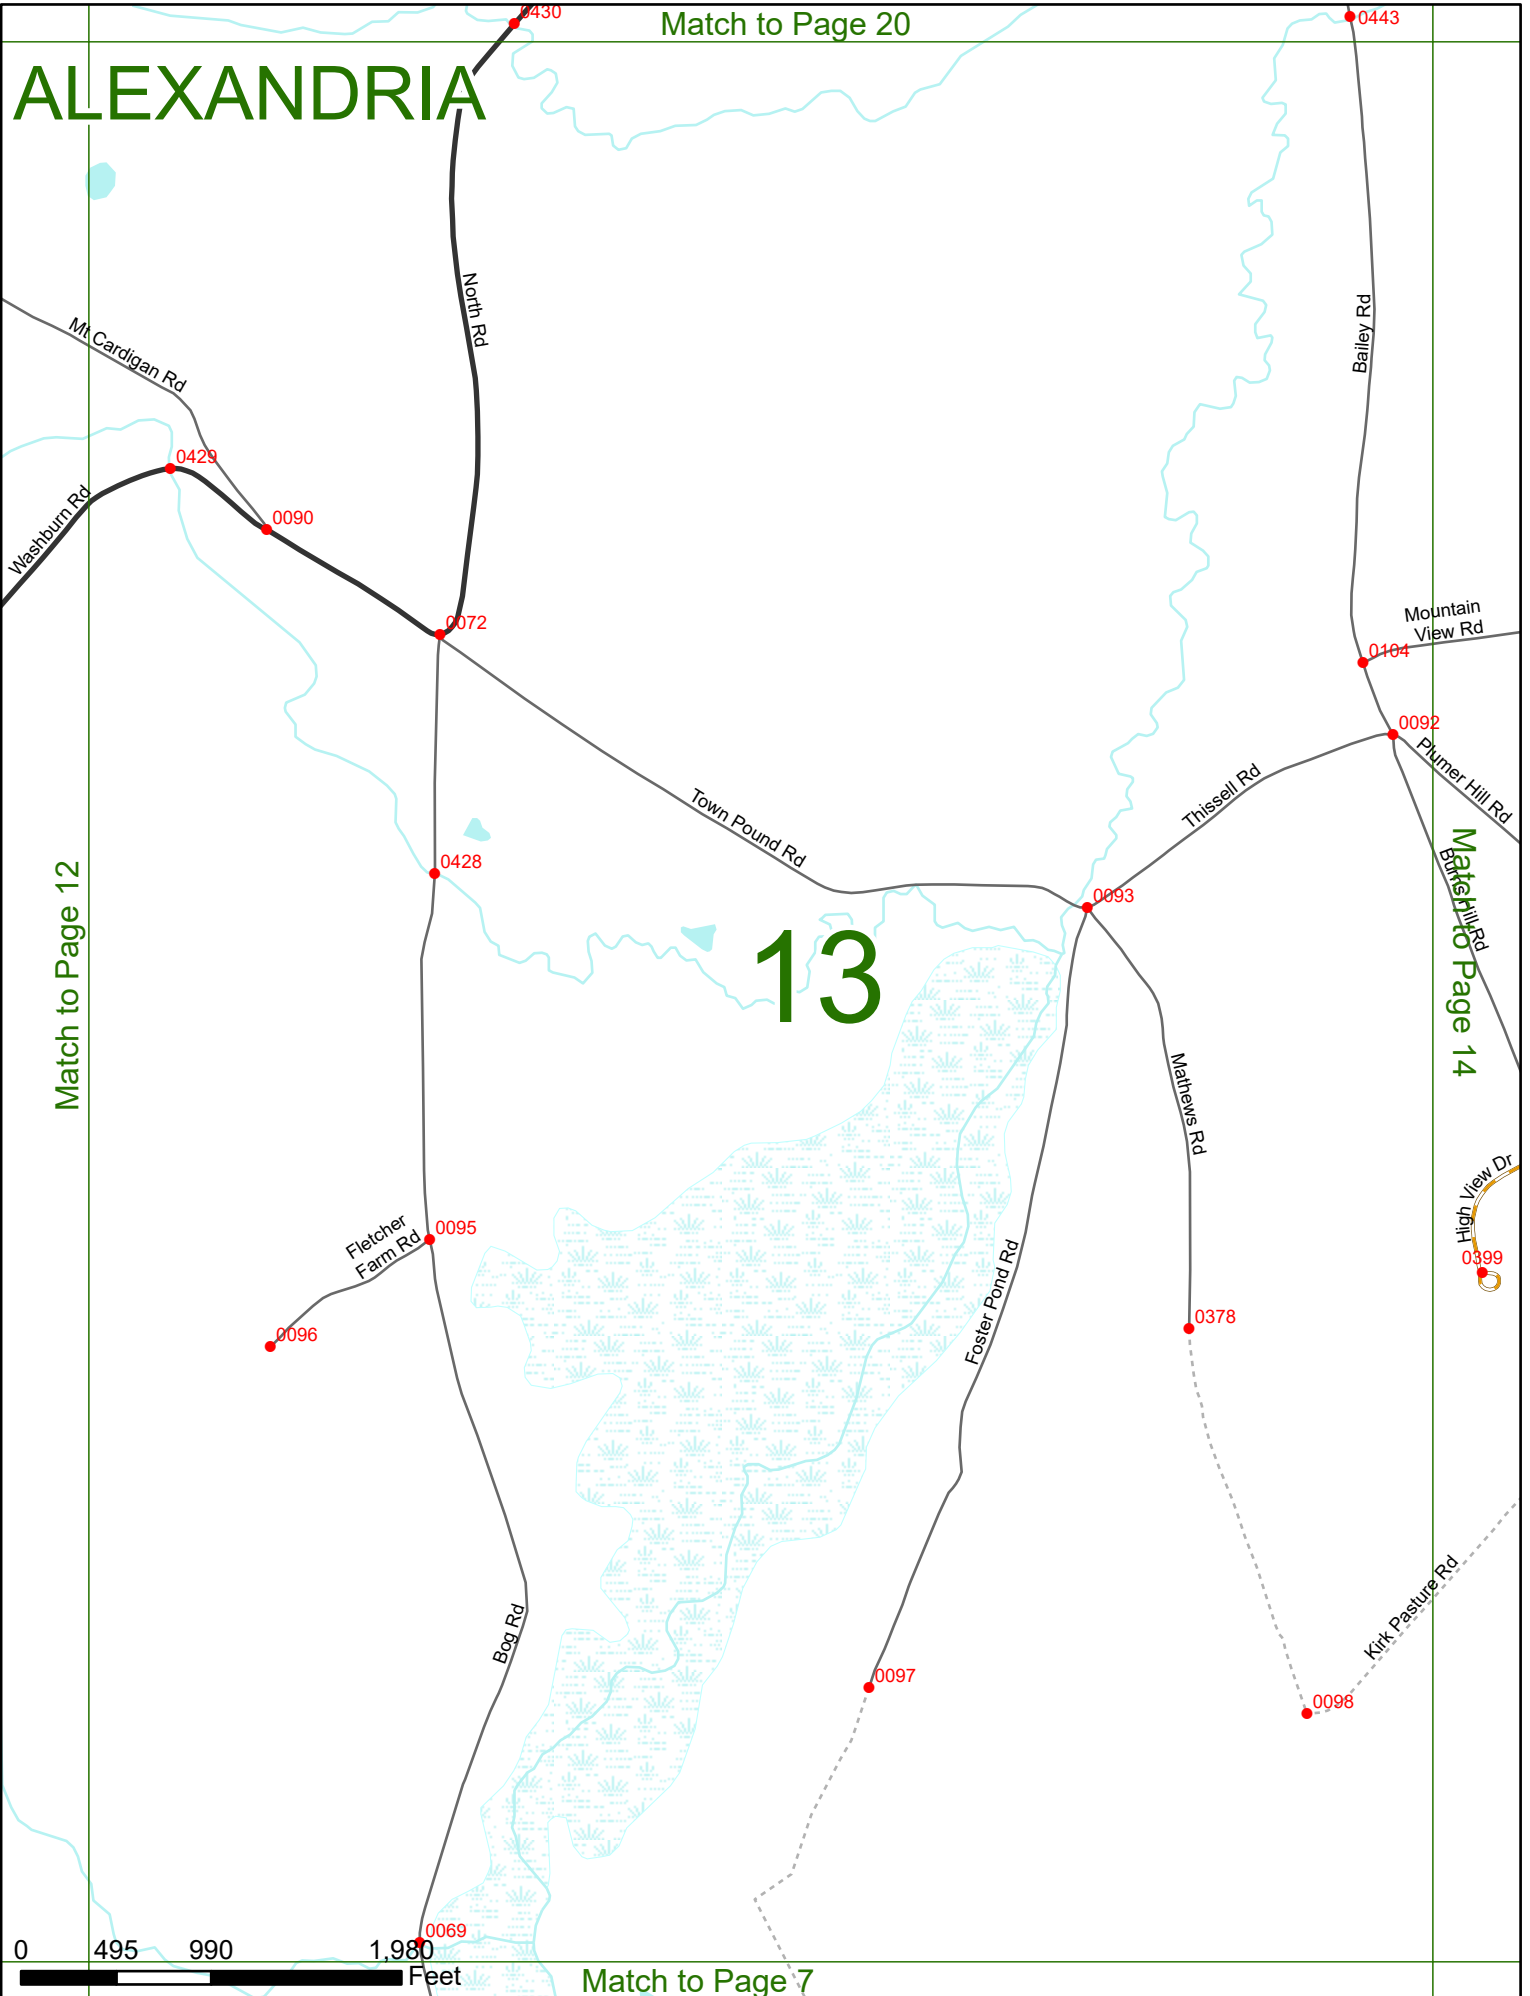 0430
Match to Page 20
0443
ALEXANDRIA
North Rd
Bailey Rd
Mt Cardigan Rd
0429
Washburn Rd
0090
0072
Mountain
View Rd
0104
0092
Plumer Hill Rd
Thissell Rd
Town Pound Rd
Burns Hill Rd
Match to Page 14
0428
Match to Page 12
0093
13
Mathews Rd
High View Dr
0399
Fletcher
Farm Rd
0095
0096
Foster Pond Rd
0378
Kirk Pasture Rd
Bog Rd
0097
0098
0069
0 495 990 1,980
Feet
Match to Page 7